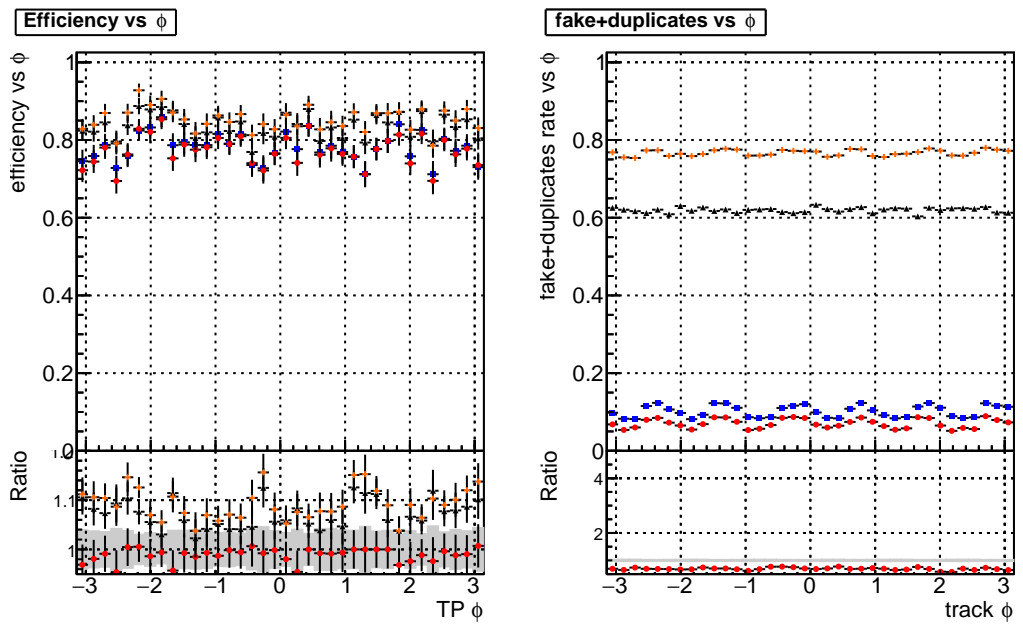 Efficiency vs ϕ
efficiency vs ϕ
1
0.8
0.6
0.4
0.2
0
Ratio
1.1
1
−3 −2 −1 0 1 2 3
TP ϕ
fake+duplicates vs ϕ
fake+duplicates rate vs ϕ
1
0.8
0.6
0.4
0.2
0
Ratio
4
2
−3 −2 −1 0 1 2 3
track ϕ